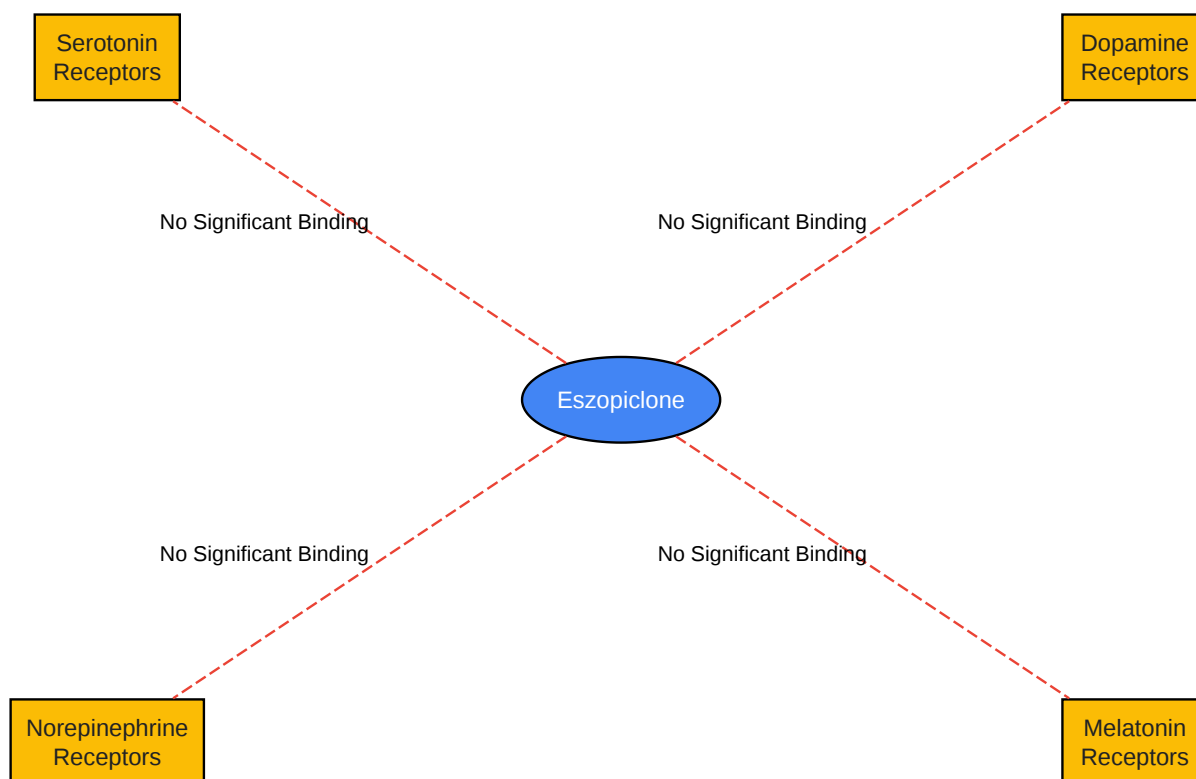 Serotonin
Receptors
Dopamine
Receptors
No Significant Binding
No Significant Binding
Eszopiclone
No Significant Binding
No Significant Binding
Norepinephrine
Receptors
Melatonin
Receptors